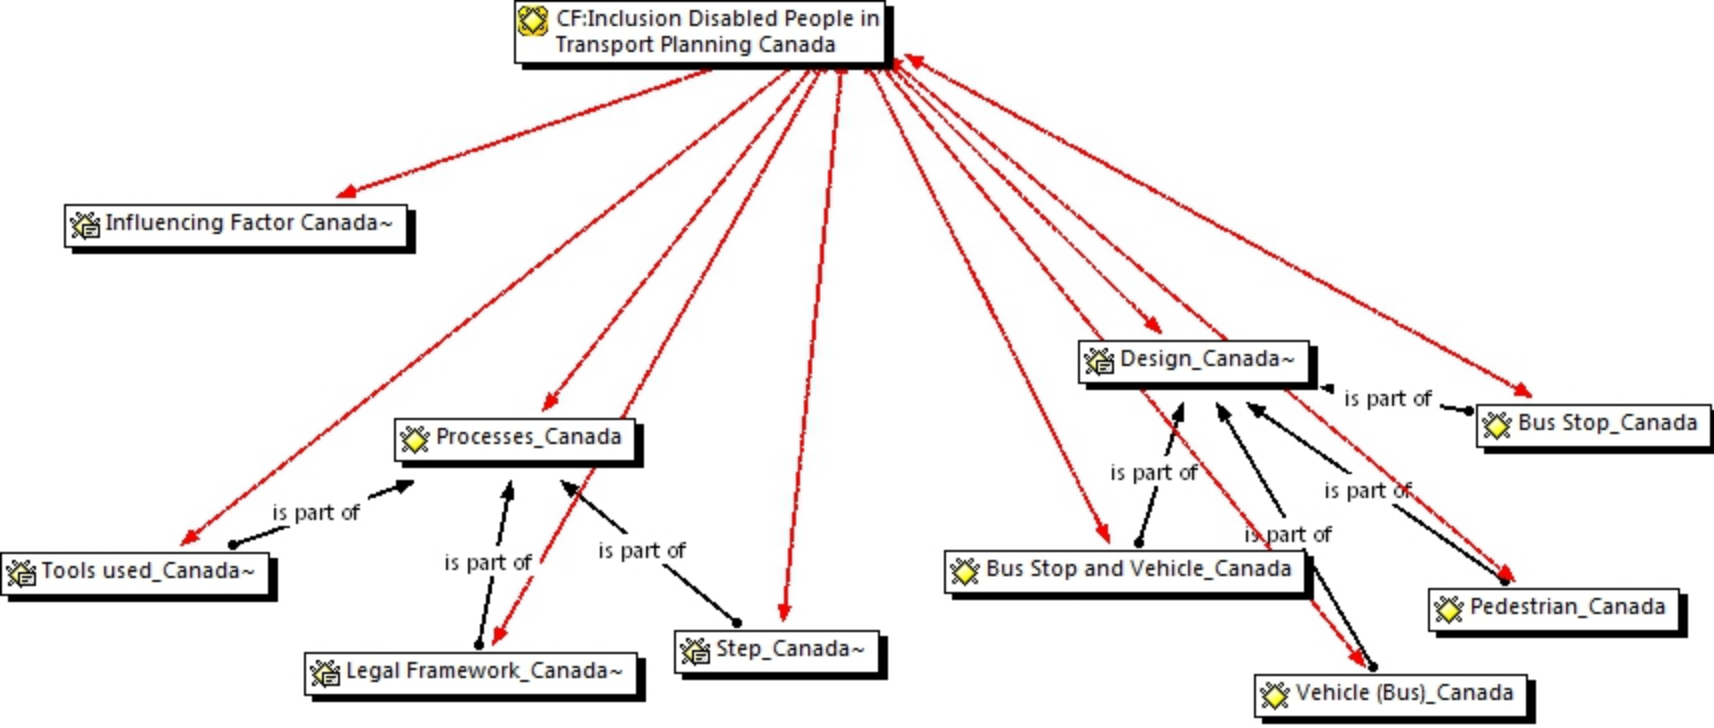 CF:Inclusion Disabled People in
Transport Planning Canada
Influencing Factor Canada~
Design_Canada~
is part of
Bus Stop_Canada
Processes_Canada
is part of
is part of
is part of
is part of
is part of
is part of
Tools used_Canada~
Bus Stop and Vehicle_Canada
Pedestrian_Canada
Step_Canada~
Legal Framework_Canada~
Vehicle (Bus)_Canada